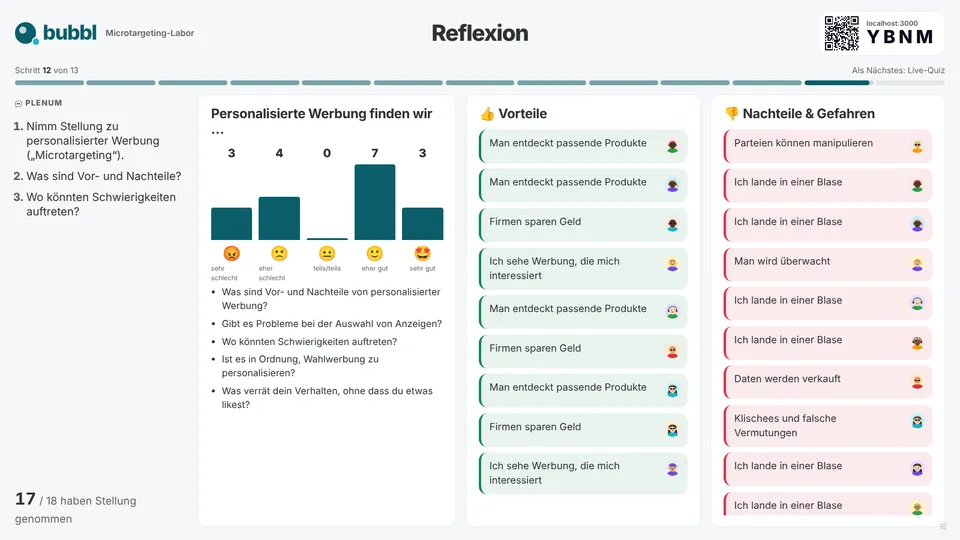 bubbl
Microtargeting-Labor
Reflexion
localhost:3000
YBNM
Schritt 12 von 13
Als Nächstes: Live-Quiz
PLENUM
1. Nimm Stellung zu
personalisierter Werbung
(„Microtargeting“).
2. Was sind Vor- und Nachteile?
3. Wo könnten Schwierigkeiten
auftreten?
17 / 18 haben Stellung
genommen
Personalisierte Werbung finden wir
…
3 4 0 7 3
sehr schlecht
eher schlecht
teils/teils
eher gut
sehr gut
• Was sind Vor- und Nachteile von personalisierter
Werbung?
• Gibt es Probleme bei der Auswahl von Anzeigen?
• Wo könnten Schwierigkeiten auftreten?
• Ist es in Ordnung, Wahlwerbung zu
personalisieren?
• Was verrät dein Verhalten, ohne dass du etwas
likest?
👍 Vorteile
Man entdeckt passende Produkte
Man entdeckt passende Produkte
Firmen sparen Geld
Ich sehe Werbung, die mich
interessiert
Man entdeckt passende Produkte
Firmen sparen Geld
Man entdeckt passende Produkte
Firmen sparen Geld
Ich sehe Werbung, die mich
interessiert
👎 Nachteile & Gefahren
Parteien können manipulieren
Ich lande in einer Blase
Ich lande in einer Blase
Man wird überwacht
Ich lande in einer Blase
Ich lande in einer Blase
Daten werden verkauft
Klischees und falsche
Vermutungen
Ich lande in einer Blase
Ich lande in einer Blase